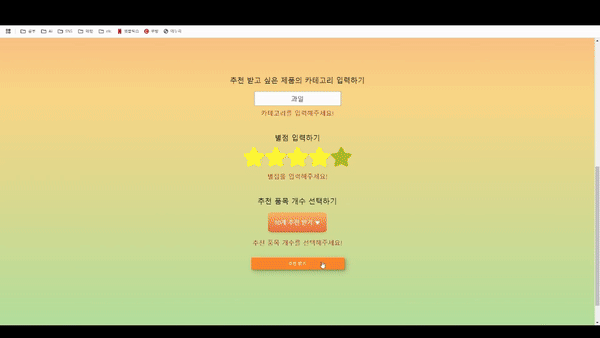 추천 받고 싶은 제품의 카테고리 입력하기
과일
카테고리를 입력해주세요!
별점 입력하기
별점을 입력해주세요!
추천 품목 개수 선택하기
10개 추천 받기
추천 품목 개수를 선택해주세요!
추천 받기